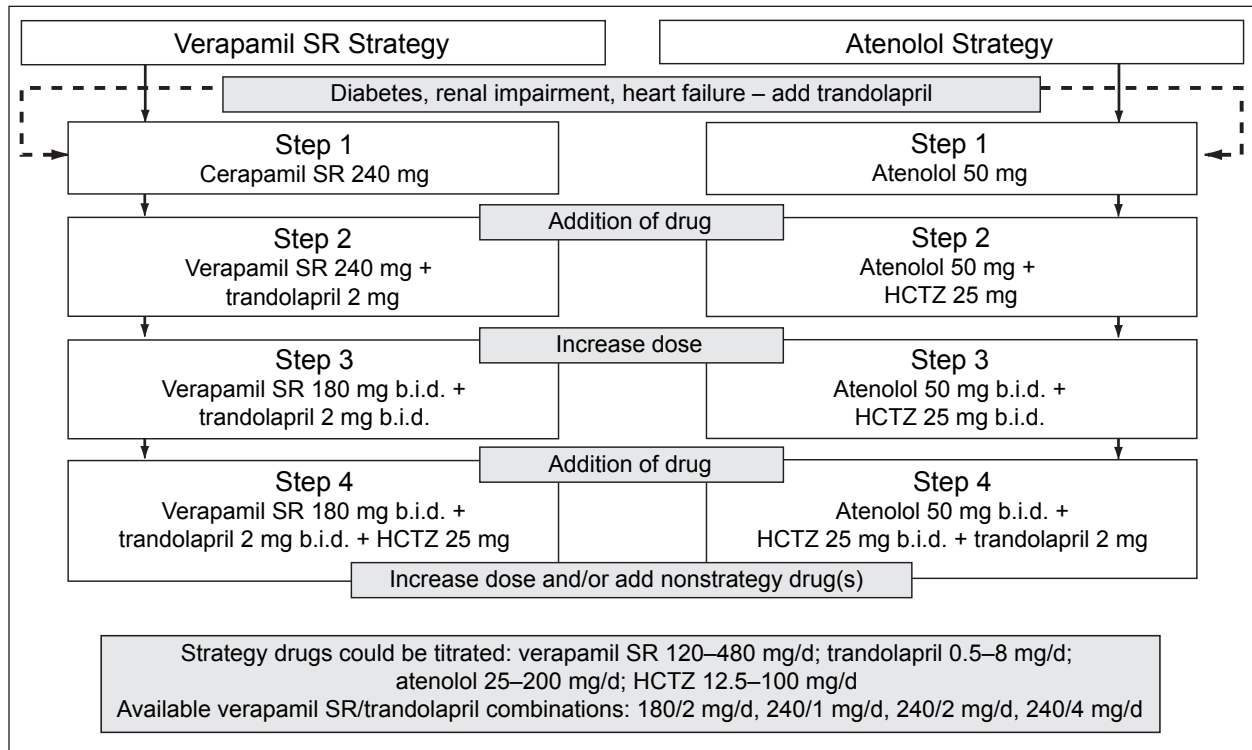 Verapamil SR Strategy
Atenolol Strategy
Diabetes, renal impairment, heart failure – add trandolapril
Step 1
Cerapamil SR 240 mg
Step 1
Atenolol 50 mg
Addition of drug
Step 2
Verapamil SR 240 mg +
trandolapril 2 mg
Step 2
Atenolol 50 mg +
HCTZ 25 mg
Increase dose
Step 3
Verapamil SR 180 mg b.i.d. +
trandolapril 2 mg b.i.d.
Step 3
Atenolol 50 mg b.i.d. +
HCTZ 25 mg b.i.d.
Addition of drug
Step 4
Verapamil SR 180 mg b.i.d. +
trandolapril 2 mg b.i.d. + HCTZ 25 mg
Step 4
Atenolol 50 mg b.i.d. +
HCTZ 25 mg b.i.d. + trandolapril 2 mg
Increase dose and/or add nonstrategy drug(s)
Strategy drugs could be titrated: verapamil SR 120–480 mg/d; trandolapril 0.5–8 mg/d;
atenolol 25–200 mg/d; HCTZ 12.5–100 mg/d
Available verapamil SR/trandolapril combinations: 180/2 mg/d, 240/1 mg/d, 240/2 mg/d, 240/4 mg/d